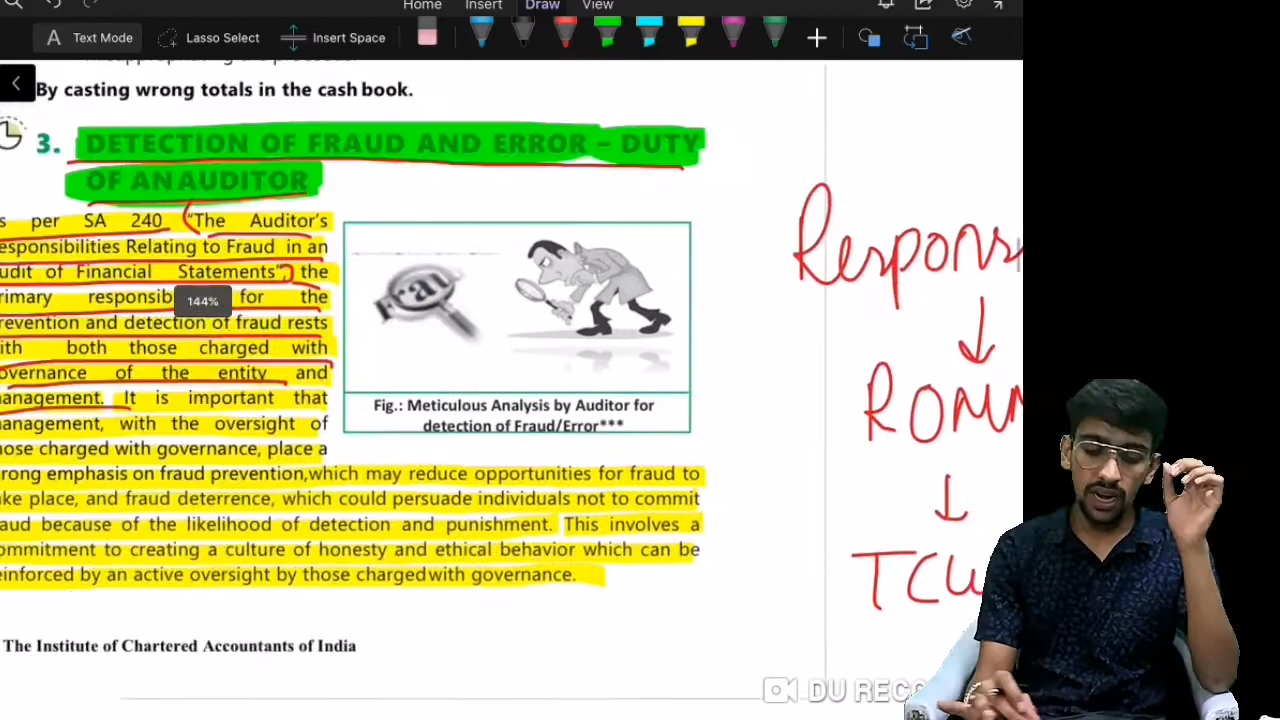 Home Insert Draw View
Text Mode Lasso Select Insert Space
By casting wrong totals in the cash book.
3. DETECTION OF FRAUD AND ERROR – DUTY
OF AN AUDITOR
s per SA 240 "The Auditor's
esponsibilities Relating to Fraud in an
udit of Financial Statements", the
rimary responsib for the
revention and detection of fraud rests
ith both those charged with
overnance of the entity and
anagement. It is important that
anagement, with the oversight of
ose charged with governance, place a
rong emphasis on fraud prevention,which may reduce opportunities for fraud to
ke place, and fraud deterrence, which could persuade individuals not to commit
aud because of the likelihood of detection and punishment. This involves a
ommitment to creating a culture of honesty and ethical behavior which can be
einforced by an active oversight by those charged with governance.
144%
Frau
Fig.: Meticulous Analysis by Auditor for
detection of Fraud/Error***
The Institute of Chartered Accountants of India
Respons
ROMM
TCW
DU REC